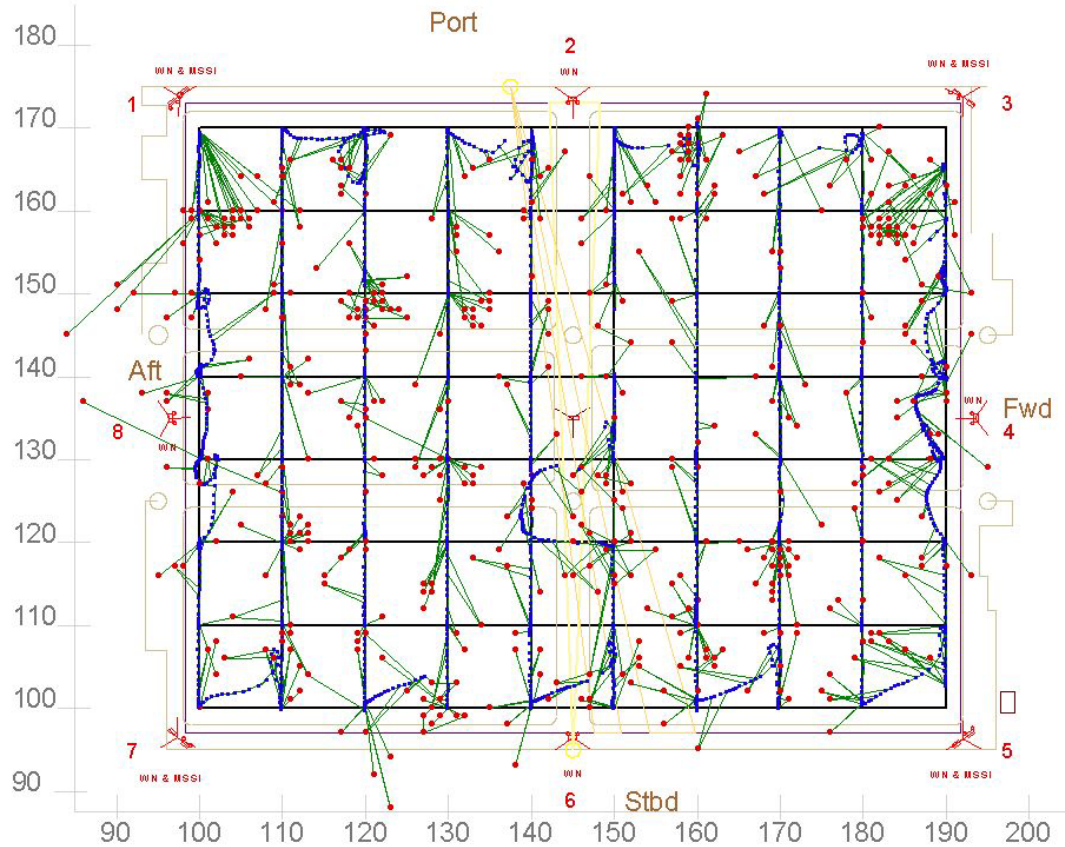 180
Port
2
WN & MSSI
WN
WN & MSSI
1
3
170
160
150
140
Aft
WN
Fwd
8
4
WN
130
120
110
100
7
5
WN & MSSI
WN
WN & MSSI
90
6
Stbd
90 100 110 120 130 140 150 160 170 180 190 200